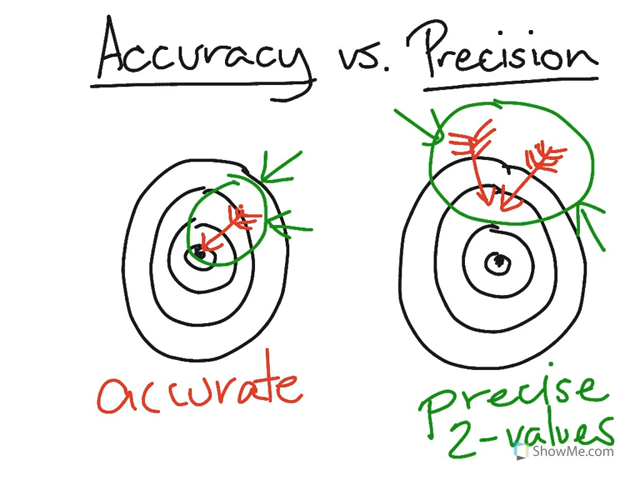 Accuracy vs. Precision
accurate
precise
2-values
ShowMe.com